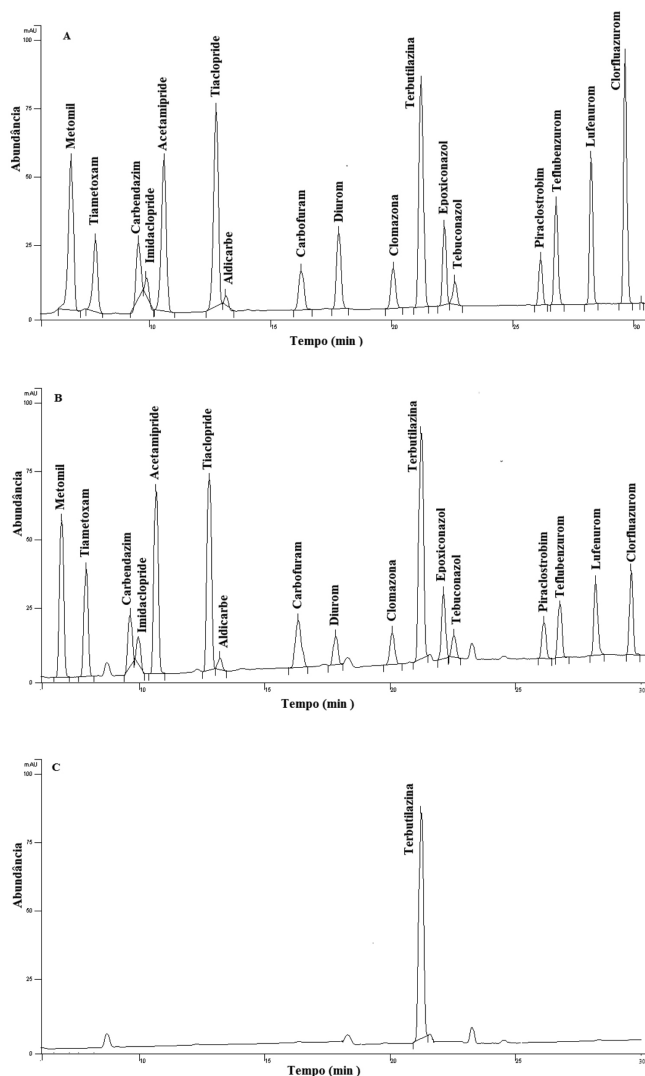 mAU
A
100
75
50
25
0
Abundância
Metomil
Tiametoxam
Carbendazim
Imidaclopride
Acetamipride
Tiaclopride
Aldicarbe
Carbofuram
Diurom
Clomazona
Terbutilazina
Epoxiconazol
Tebuconazol
Piraclostrobim
Teflubenzurom
Lufenurom
Clorfluazurom
10
15
20
25
30
Tempo (min )
mAU
B
100
75
50
25
0
Abundância
Metomil
Tiametoxam
Carbendazim
Imidaclopride
Acetamipride
Tiaclopride
Aldicarbe
Carbofuram
Diurom
Clomazona
Terbutilazina
Epoxiconazol
Tebuconazol
Piraclostrobim
Teflubenzurom
Lufenurom
Clorfluazurom
10
15
20
25
30
Tempo (min )
mAU
C
100
75
50
25
0
Abundância
Terbutilazina
10
15
20
25
30
Tempo (min )